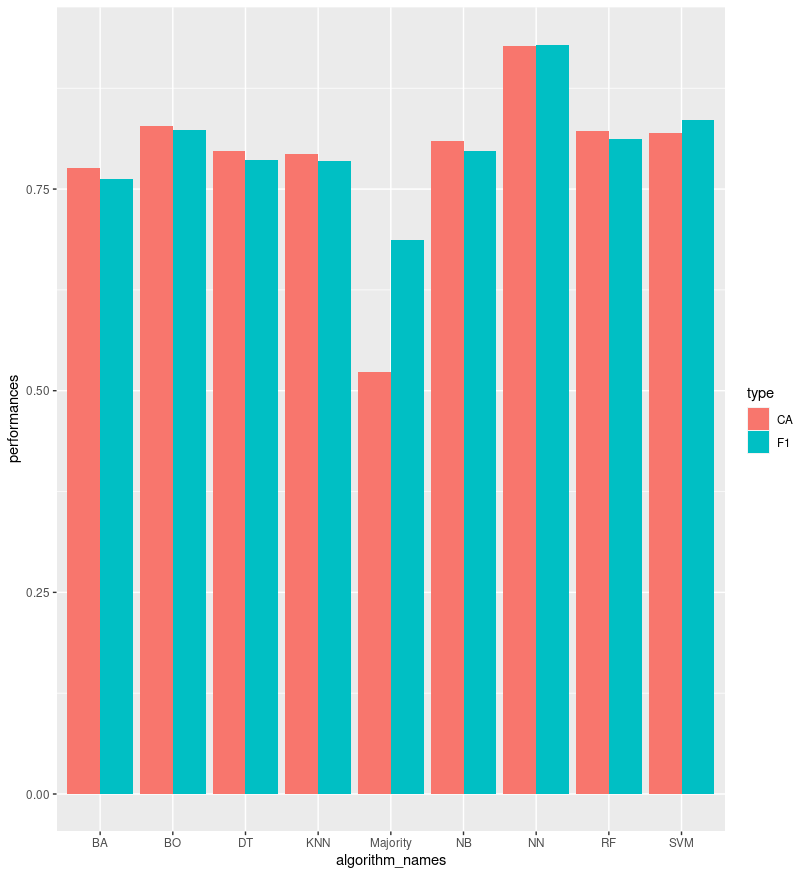 performances
0.75
0.50
0.25
0.00
BA BO DT KNN Majority NB NN RF SVM
algorithm_names
type
CA
F1